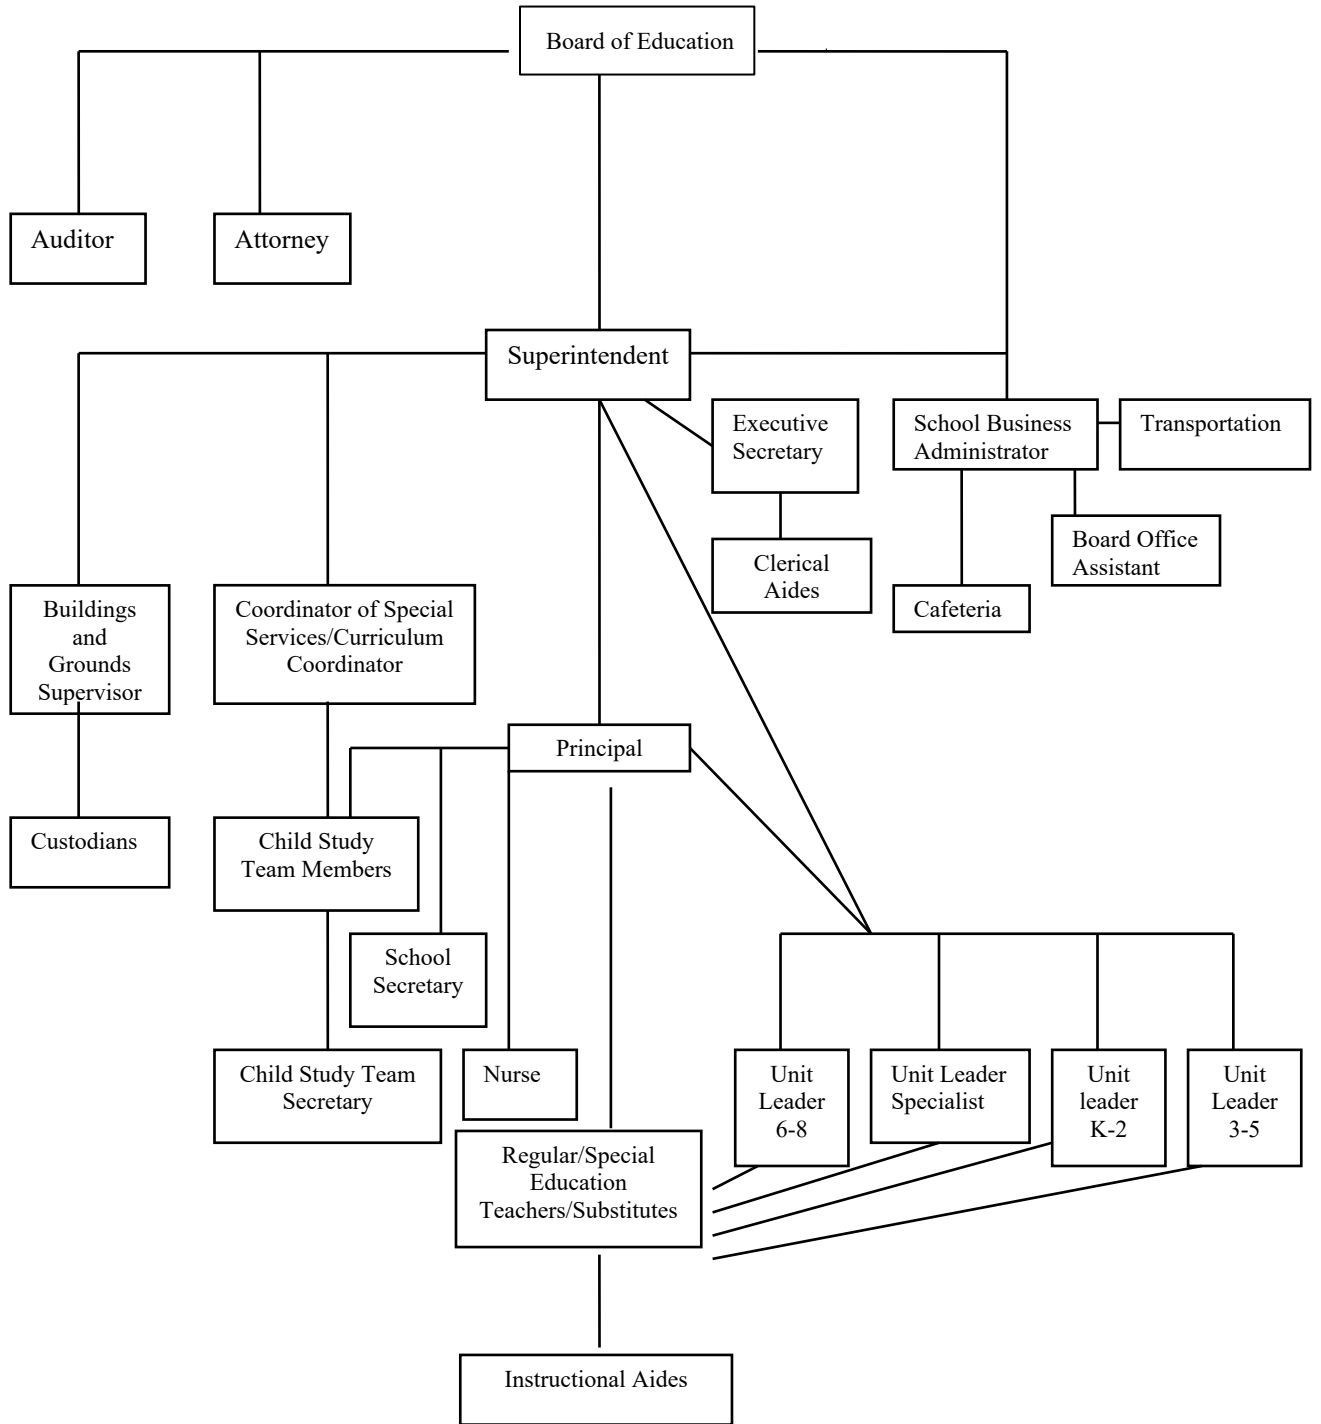 Board of Education
Auditor
Attorney
Superintendent
Executive
Secretary
School Business
Administrator
Transportation
Board Office
Assistant
Clerical
Aides
Cafeteria
Buildings
and
Grounds
Supervisor
Coordinator of Special
Services/Curriculum
Coordinator
Principal
Custodians
Child Study
Team Members
School
Secretary
Child Study Team
Secretary
Nurse
Unit
Leader
6-8
Unit Leader
Specialist
Unit
leader
K-2
Unit
Leader
3-5
Regular/Special
Education
Teachers/Substitutes
Instructional Aides